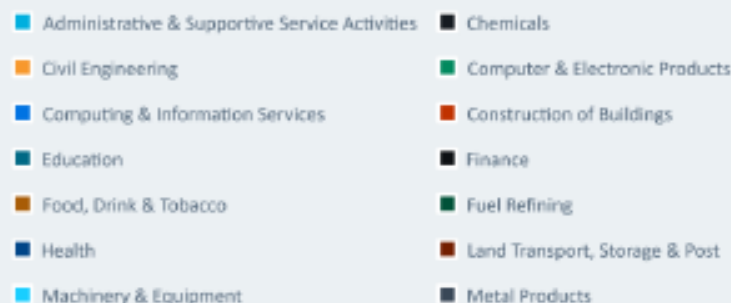 Administrative & Supportive Service Activities
Chemicals
Civil Engineering
Computer & Electronic Products
Computing & Information Services
Construction of Buildings
Education
Finance
Food, Drink & Tobacco
Fuel Refining
Health
Land Transport, Storage & Post
Machinery & Equipment
Metal Products